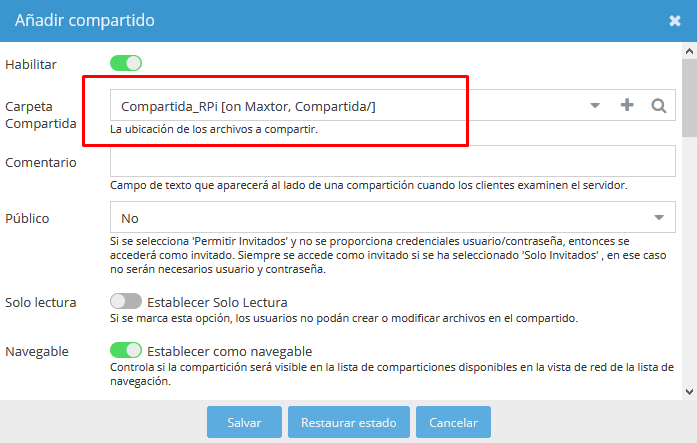 Añadir compartido
Habilitar
Carpeta
Compartida
Compartida_RPi [on Maxtor, Compartida/]
La ubicación de los archivos a compartir.
Comentario
Campo de texto que aparecerá al lado de una compartición cuando los clientes examinen el servidor.
Público
No
Si se selecciona 'Permitir Invitados' y no se proporciona credenciales usuario/contraseña, entonces se
accederá como invitado. Siempre se accede como invitado si se ha seleccionado 'Solo Invitados' , en ese caso
no serán necesarios usuario y contraseña.
Solo lectura
Establecer Solo Lectura
Si se marca esta opción, los usuarios no podán crear o modificar archivos en el compartido.
Navegable
Establecer como navegable
Controla si la compartición será visible en la lista de comparticiones disponibles en la vista de red de la lista de
navegación.
Salvar
Restaurar estado
Cancelar